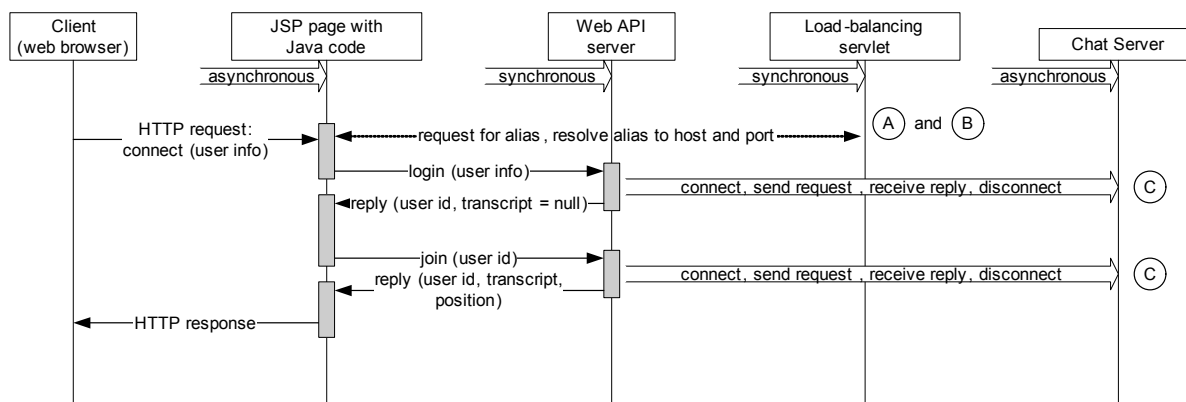 Client
(web browser)
JSP page with
Java code
Web API
server
Load-balancing
servlet
Chat Server
asynchronous
synchronous
synchronous
asynchronous
HTTP request:
connect (user info)
request for alias, resolve alias to host and port
A and B
login (user info)
connect, send request, receive reply, disconnect
C
reply (user id, transcript = null)
join (user id)
connect, send request, receive reply, disconnect
C
reply (user id, transcript,
position)
HTTP response